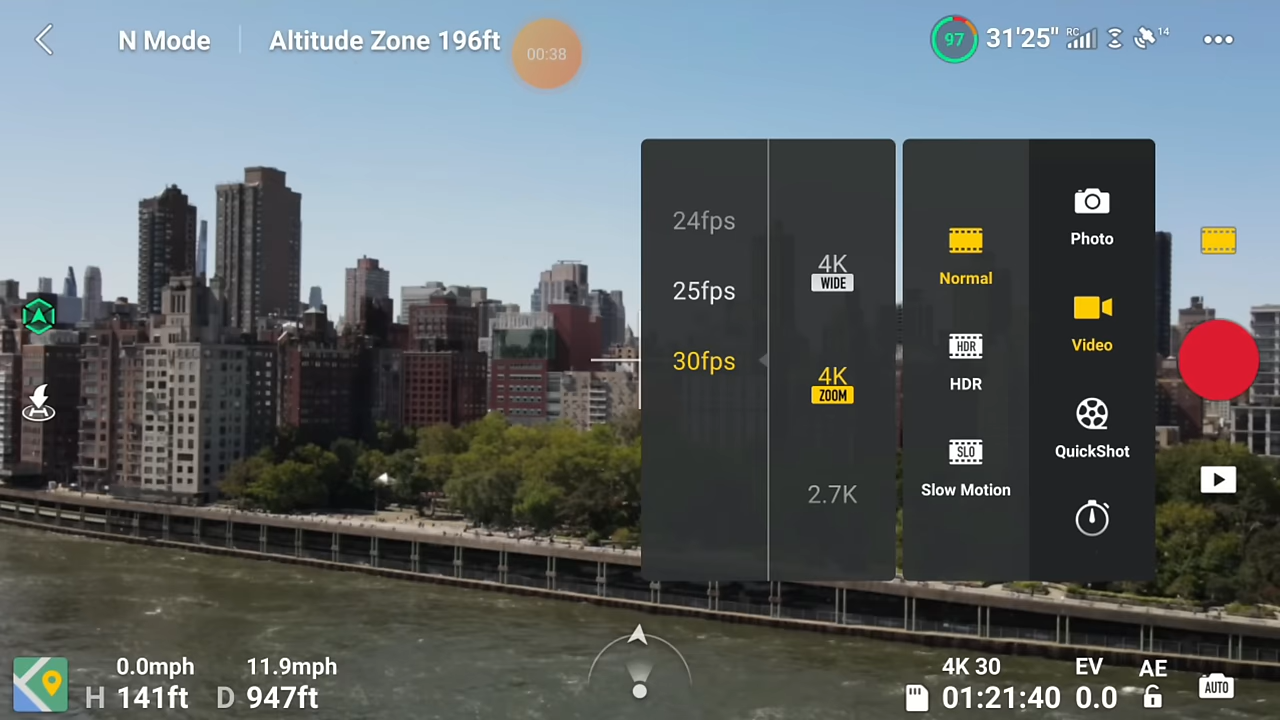 N Mode
Altitude Zone 196ft
00:38
97
31'25"
RC
14
24fps
25fps
30fps
4K
WIDE
4K
ZOOM
2.7K
Normal
HDR
HDR
SLO
Slow Motion
Photo
Video
QuickShot
0.0mph
11.9mph
H 141ft
D 947ft
4K 30
01:21:40
EV
0.0
AE
AUTO